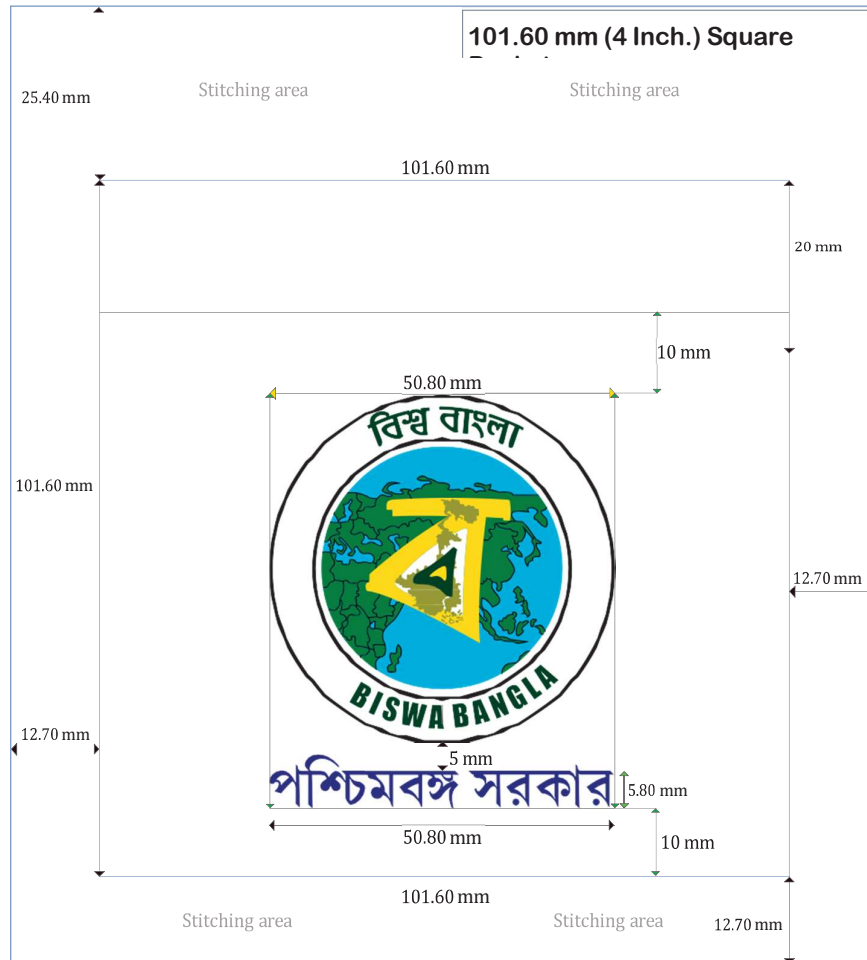 101.60 mm (4 Inch.) Square
Stitching area
Stitching area
25.40 mm
101.60 mm
20 mm
10 mm
50.80 mm
বিশ্ব বাংলা
101.60 mm
12.70 mm
BISWA BANGLA
12.70 mm
5 mm
পশ্চিমবঙ্গ সরকার
5.80 mm
50.80 mm
10 mm
101.60 mm
Stitching area
Stitching area
12.70 mm